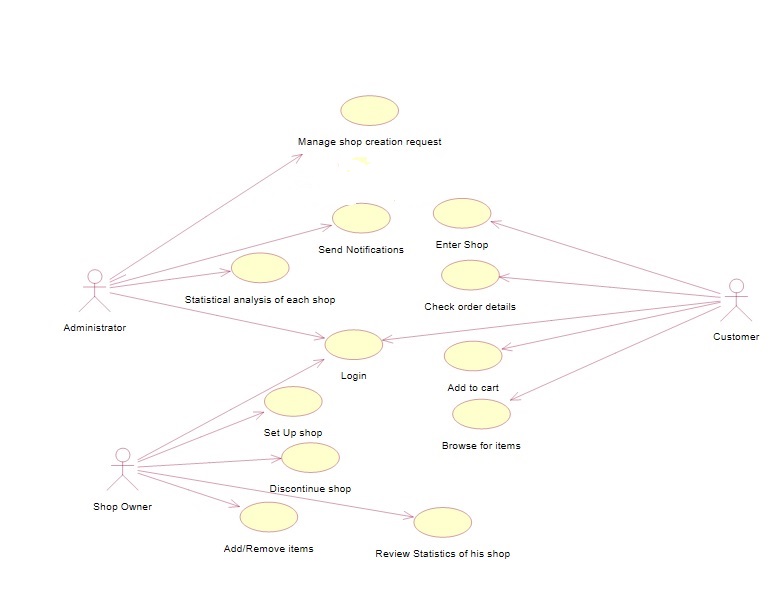 Manage shop creation request
Send Notifications
Enter Shop
Statistical analysis of each shop
Check order details
Administrator
Customer
Login
Add to cart
Set Up shop
Browse for items
Discontinue shop
Shop Owner
Add/Remove items
Review Statistics of his shop